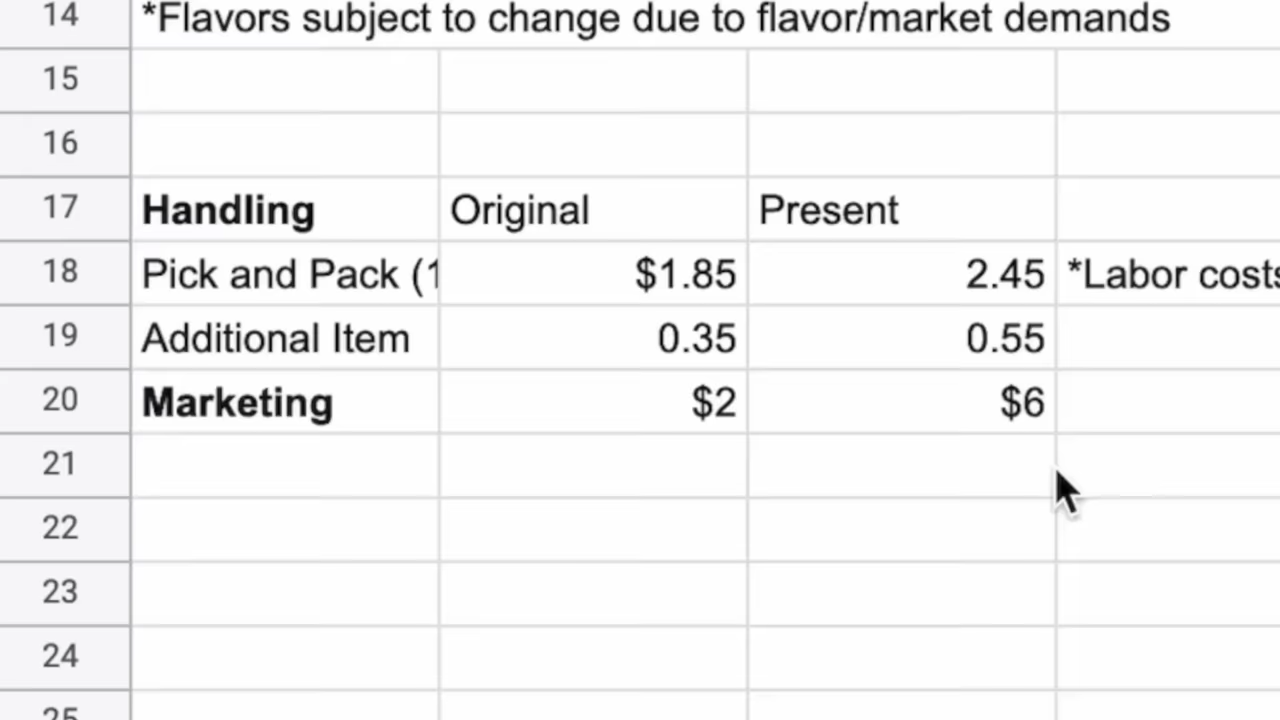 14 *Flavors subject to change due to flavor/market demands
15
16
17 Handling Original Present
18 Pick and Pack (1 $1.85 2.45 *Labor costs
19 Additional Item 0.35 0.55
20 Marketing $2 $6
21
22
23
24
25